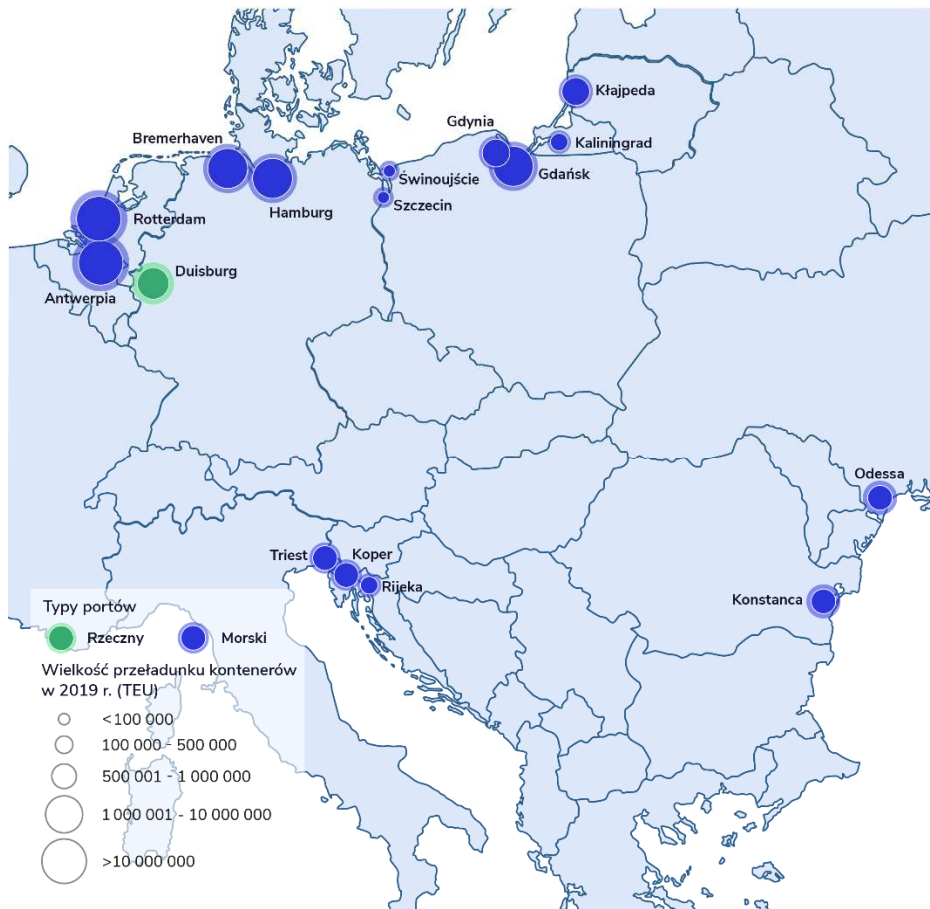 Kłajpeda
Gdynia
Kaliningrad
Bremerhaven
Gdańsk
Świnoujście
Szczecin
Hamburg
Rotterdam
Duisburg
Antwerpia
Odessa
Triest
Koper
Rijeka
Konstanca
Typy portów
Rzeczny
Morski
Wielkość przeładunku kontenerów
w 2019 r. (TEU)
<100 000
100 000 - 500 000
500 001 - 1 000 000
1 000 001 - 10 000 000
>10 000 000